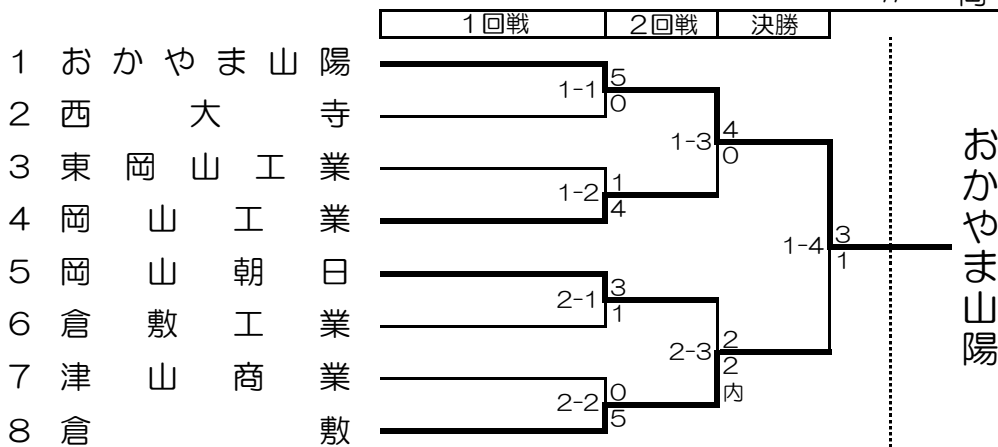 1回戦 2回戦 決勝
1 おかやま山陽
2 西大寺
3 東岡山工業
4 岡山工業
5 岡山朝日
6 倉敷工業
7 津山商業
8 倉敷
1-1 5 0
1-2 1 4
2-1 3 1
2-2 0 5
1-3 4 0
2-3 2 2 内
1-4 3 1
おかやま山陽